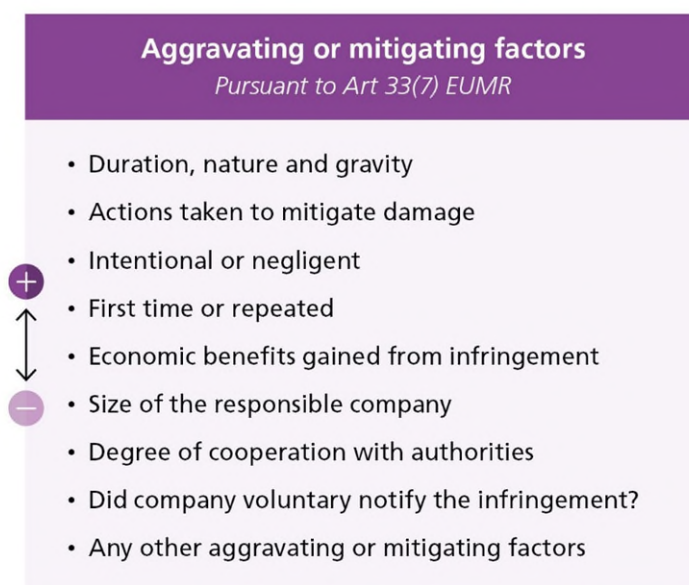 Aggravating or mitigating factors
Pursuant to Art 33(7) EUMR
• Duration, nature and gravity
• Actions taken to mitigate damage
• Intentional or negligent
• First time or repeated
• Economic benefits gained from infringement
• Size of the responsible company
• Degree of cooperation with authorities
• Did company voluntary notify the infringement?
• Any other aggravating or mitigating factors
+
−